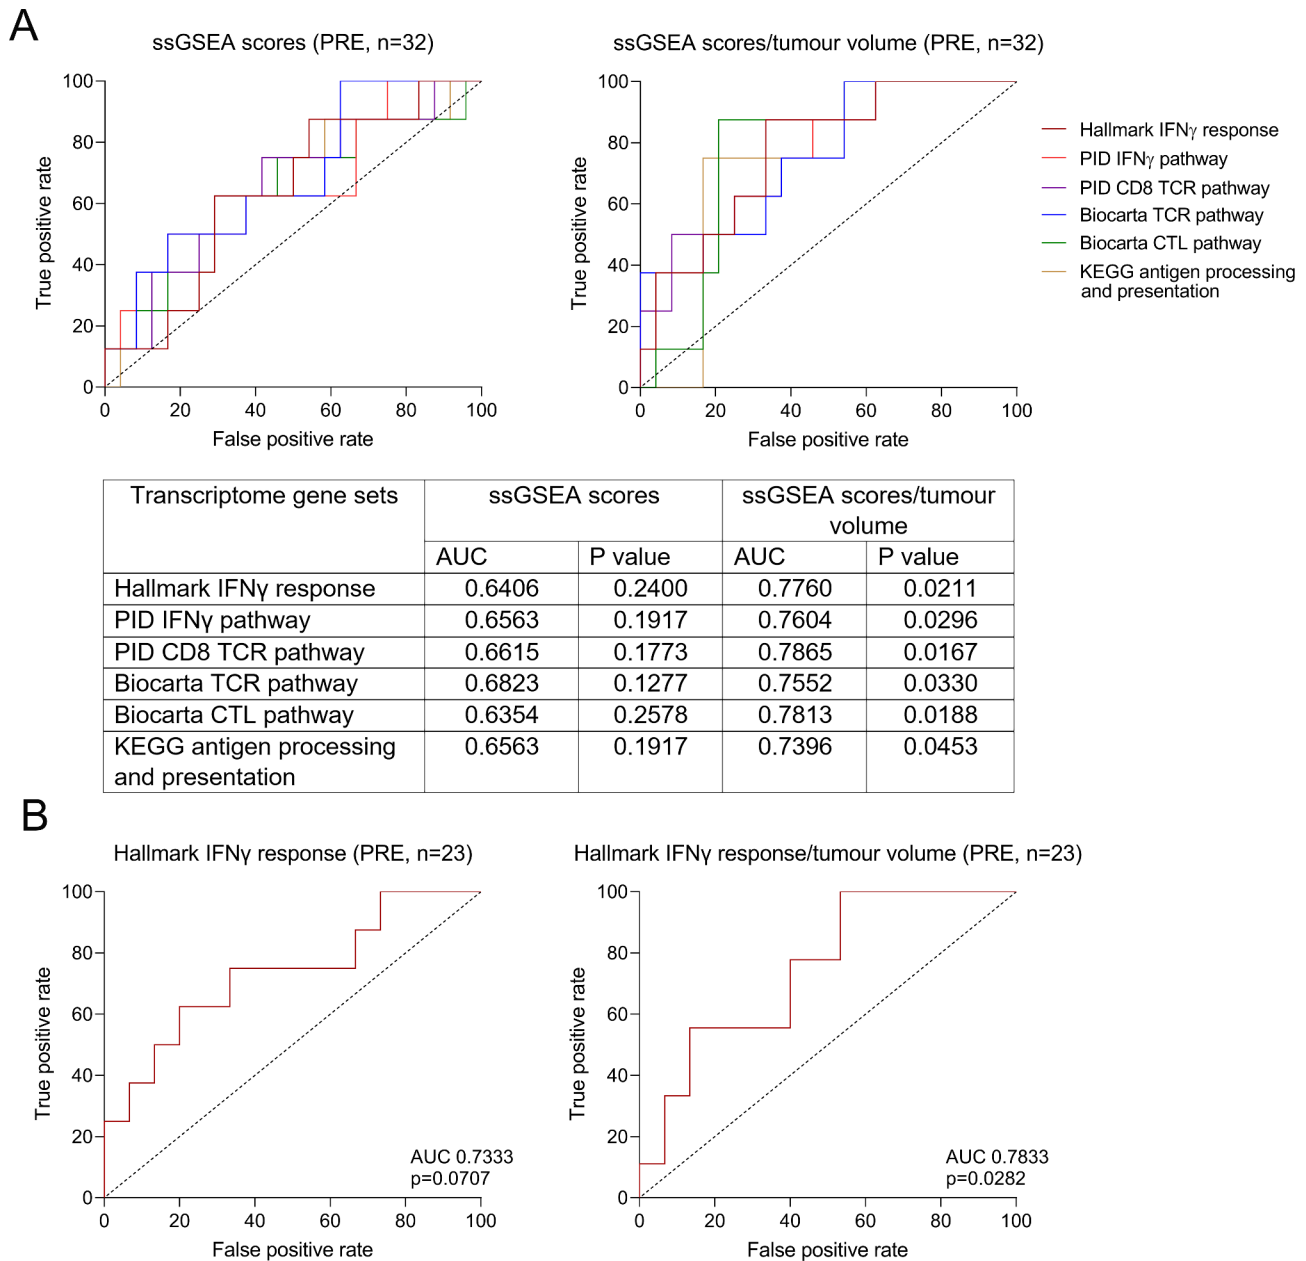 A
ssGSEA scores (PRE, n=32)
ssGSEA scores/tumour volume (PRE, n=32)
True positive rate
100
80
60
40
20
0
0 20 40 60 80 100
False positive rate
True positive rate
100
80
60
40
20
0
0 20 40 60 80 100
False positive rate
Hallmark IFNγ response
PID IFNγ pathway
PID CD8 TCR pathway
Biocarta TCR pathway
Biocarta CTL pathway
KEGG antigen processing
and presentation
Transcriptome gene sets ssGSEA scores ssGSEA scores/tumour
volume
AUC P value AUC P value
Hallmark IFNγ response 0.6406 0.2400 0.7760 0.0211
PID IFNγ pathway 0.6563 0.1917 0.7604 0.0296
PID CD8 TCR pathway 0.6615 0.1773 0.7865 0.0167
Biocarta TCR pathway 0.6823 0.1277 0.7552 0.0330
Biocarta CTL pathway 0.6354 0.2578 0.7813 0.0188
KEGG antigen processing 0.6563 0.1917 0.7396 0.0453
and presentation
B
Hallmark IFNγ response (PRE, n=23)
Hallmark IFNγ response/tumour volume (PRE, n=23)
True positive rate
100
80
60
40
20
0
0 20 40 60 80 100
False positive rate
AUC 0.7333
p=0.0707
True positive rate
100
80
60
40
20
0
0 20 40 60 80 100
False positive rate
AUC 0.7833
p=0.0282